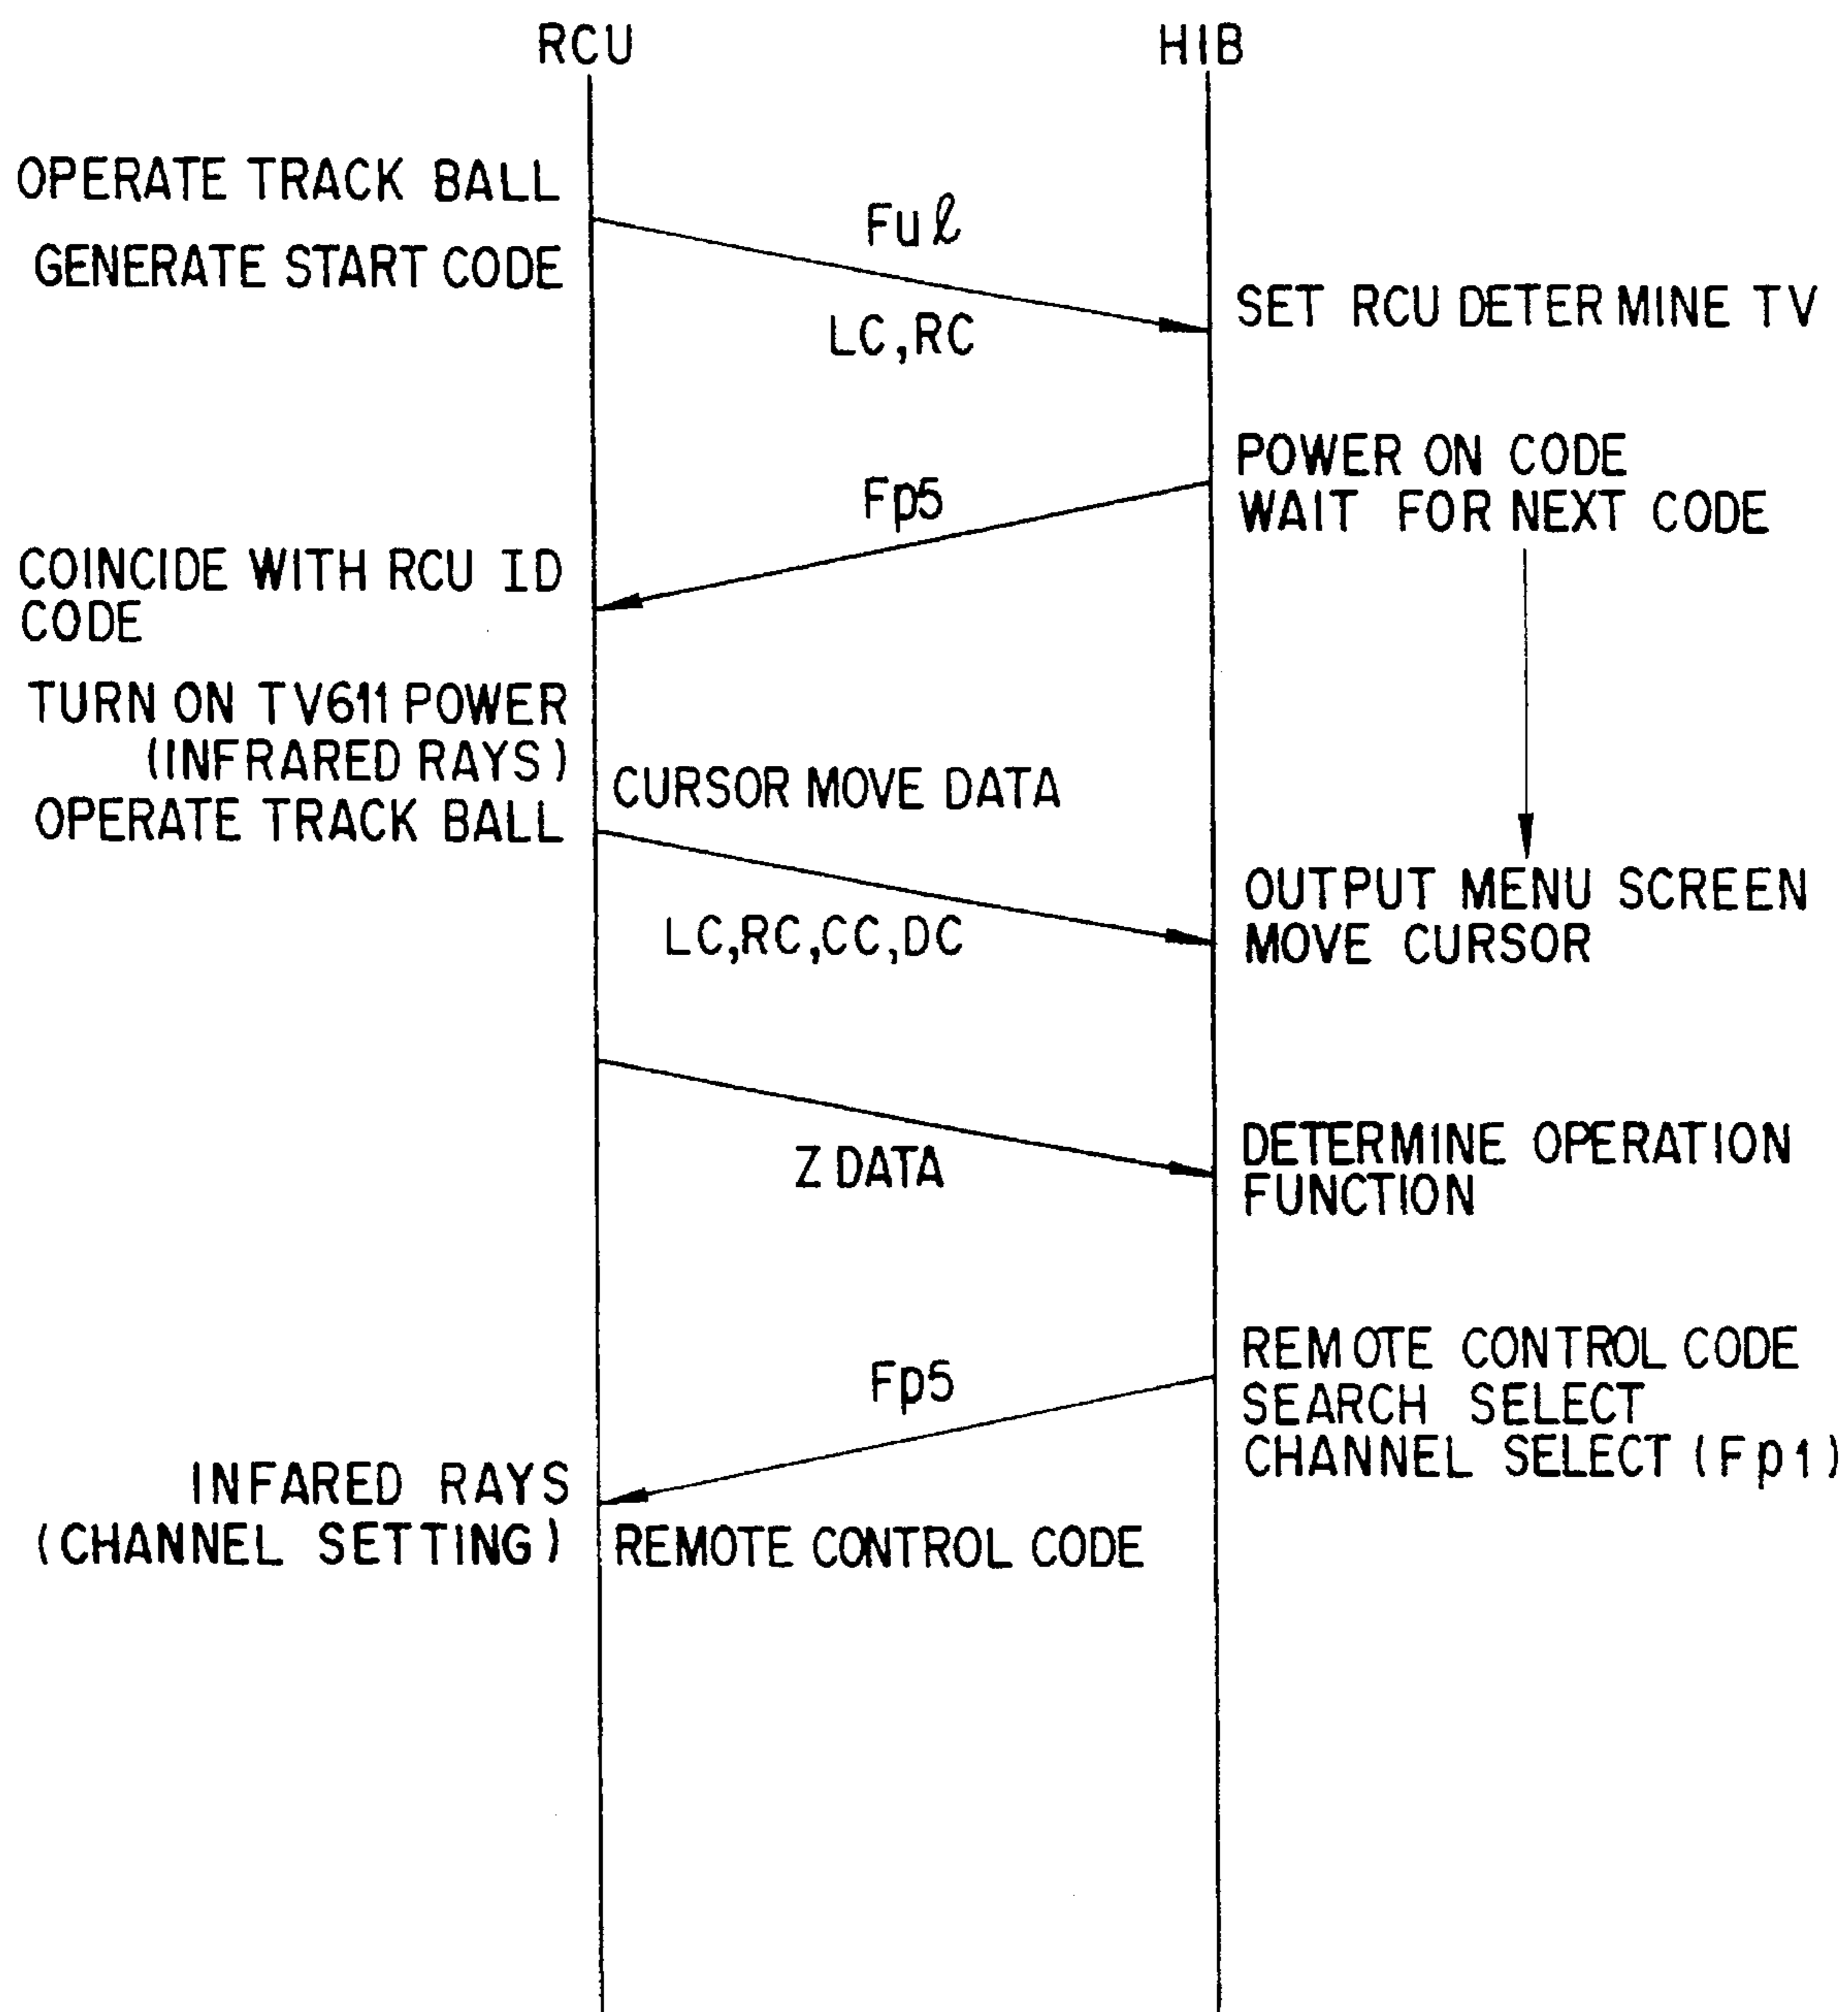 RCU
HIB
OPERATE TRACK BALL
GENERATE START CODE
Fuℓ
LC,RC
SET RCU DETERMINE TV
POWER ON CODE
WAIT FOR NEXT CODE
Fp5
COINCIDE WITH RCU ID
CODE
TURN ON TV611 POWER
(INFRARED RAYS)
OPERATE TRACK BALL
CURSOR MOVE DATA
LC,RC,CC,DC
OUTPUT MENU SCREEN
MOVE CURSOR
Z DATA
DETERMINE OPERATION
FUNCTION
REMOTE CONTROL CODE
SEARCH SELECT
CHANNEL SELECT (Fp1)
Fp5
INFARED RAYS
(CHANNEL SETTING)
REMOTE CONTROL CODE